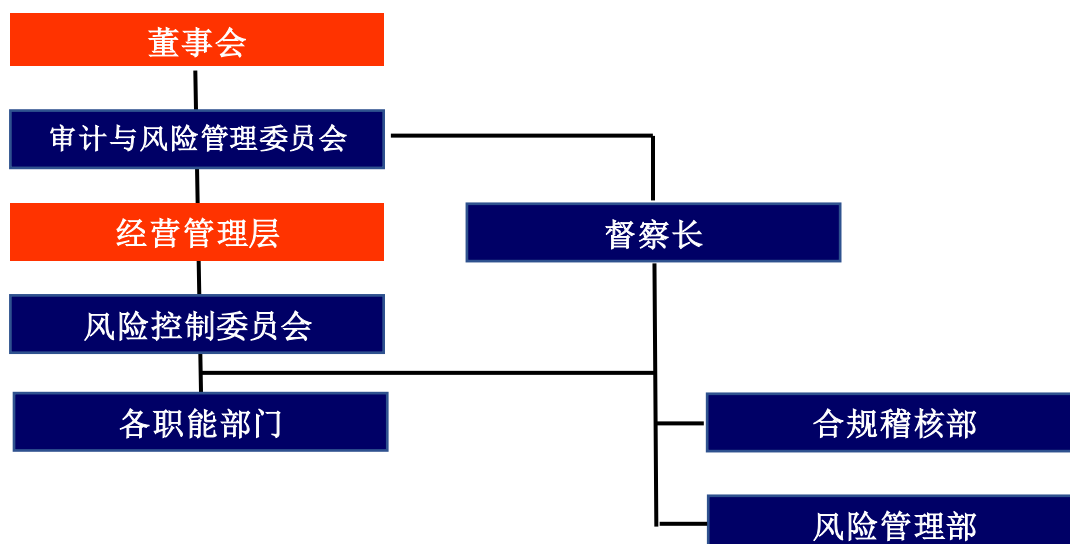 董事会
审计与风险管理委员会
经营管理层
督察长
风险控制委员会
各职能部门
合规稽核部
风险管理部